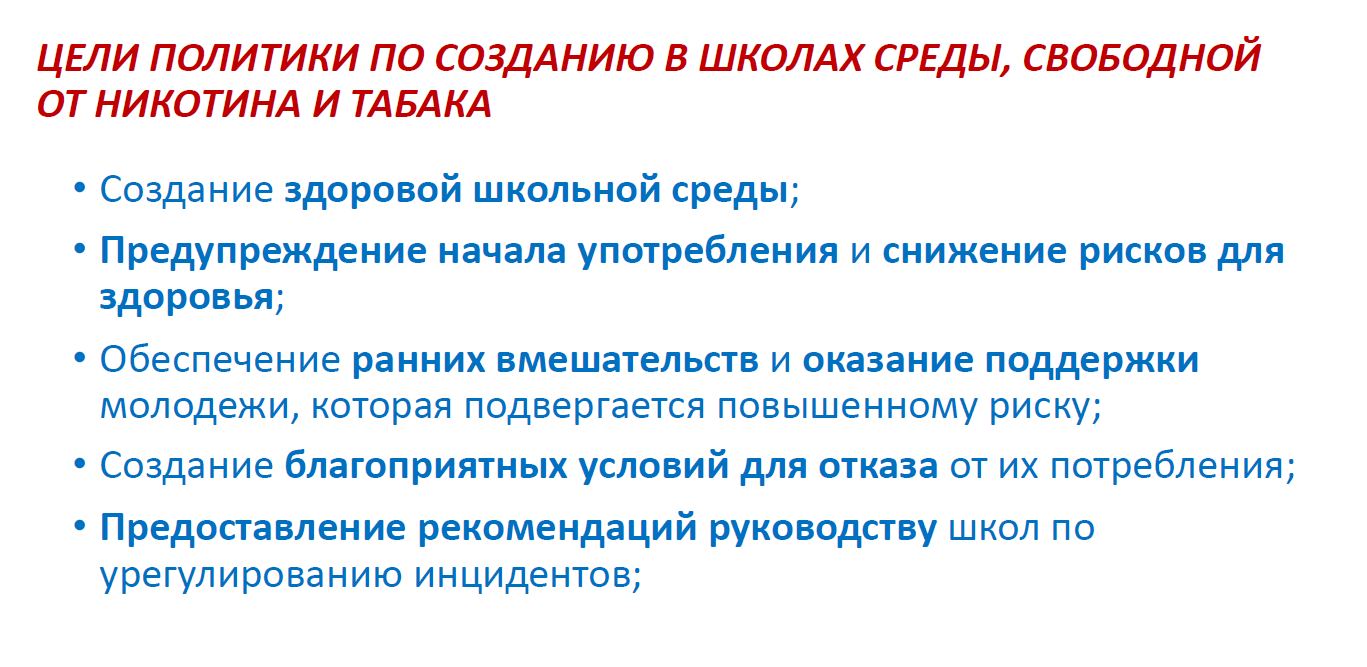 ЦЕЛИ ПОЛИТИКИ ПО СОЗДАНИЮ В ШКОЛАХ СРЕДЫ, СВОБОДНОЙ
ОТ НИКОТИНА И ТАБАКА
• Создание здоровой школьной среды;
• Предупреждение начала употребления и снижение рисков для
здоровья;
• Обеспечение ранних вмешательств и оказание поддержки
молодежи, которая подвергается повышенному риску;
• Создание благоприятных условий для отказа от их потребления;
• Предоставление рекомендаций руководству школ по
урегулированию инцидентов;